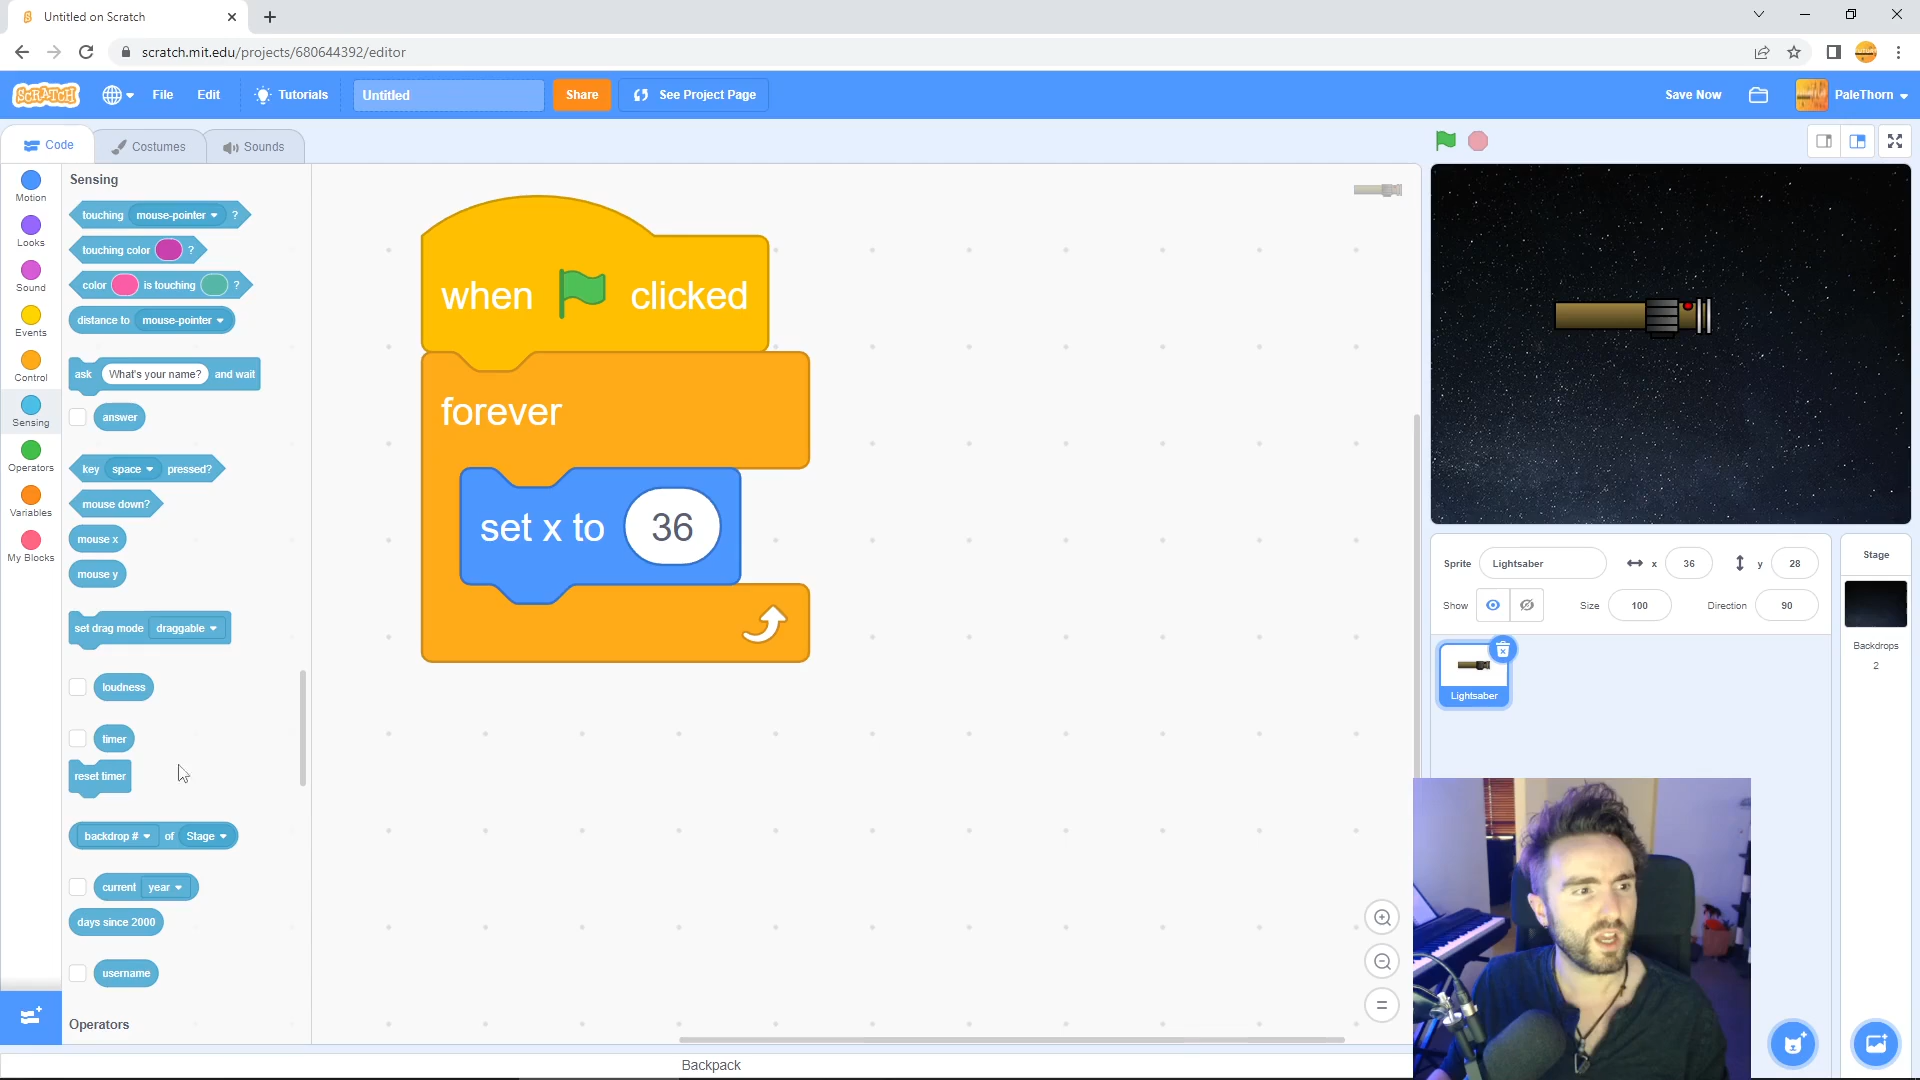 Untitled on Scratch
scratch.mit.edu/projects/680644392/editor
SCRATCH
File
Edit
Tutorials
Untitled
Share
See Project Page
Save Now
PaleThorn
Code
Costumes
Sounds
Motion
Looks
Sound
Events
Control
Sensing
Operators
Variables
My Blocks
Sensing
touching mouse-pointer ?
touching color ?
color is touching ?
distance to mouse-pointer
ask What's your name? and wait
answer
key space pressed?
mouse down?
mouse x
mouse y
set drag mode draggable
loudness
timer
reset timer
backdrop # of Stage
current year
days since 2000
username
Operators
when clicked
forever
set x to 36
Backpack
Sprite Lightsaber x 36 y 28
Show Size 100 Direction 90
Lightsaber
Stage
Backdrops
2